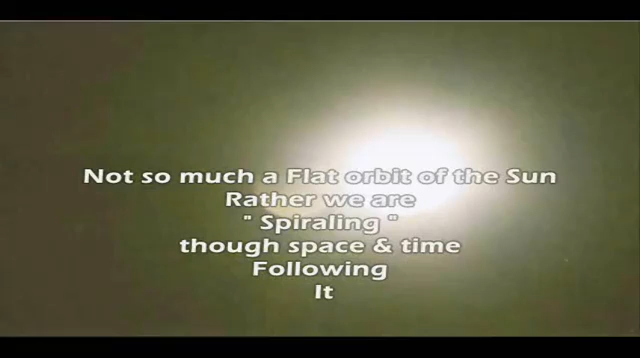 Not so much a Flat orbit of the Sun
Rather we are
" Spiraling "
though space & time
Following
It